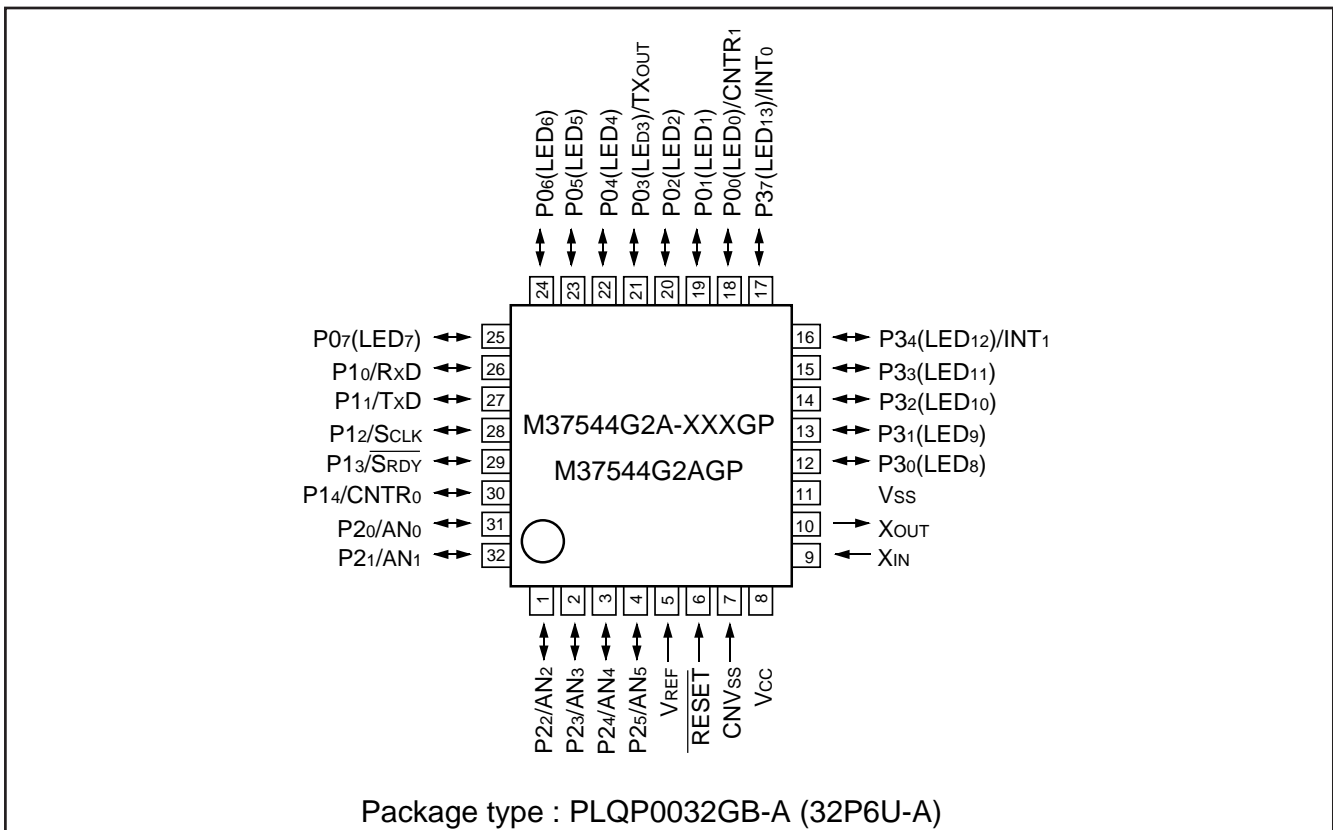 P06(LED6)
P05(LED5)
P04(LED4)
P03(LED3)/TXOUT
P02(LED2)
P01(LED1)
P00(LED0)/CNTR1
P37(LED13)/INT0
24
23
22
21
20
19
18
17
P07(LED7) 25
P10/RXD 26
P11/TXD 27
P12/SCLK 28
P13/S̅R̅D̅Y̅ 29
P14/CNTR0 30
P20/AN0 31
P21/AN1 32
M37544G2A-XXXGP
M37544G2AGP
16 P34(LED12)/INT1
15 P33(LED11)
14 P32(LED10)
13 P31(LED9)
12 P30(LED8)
11 VSS
10 XOUT
9 XIN
1
2
3
4
5
6
7
8
P22/AN2
P23/AN3
P24/AN4
P25/AN5
VREF
R̅E̅S̅E̅T̅
CNVSS
VCC
Package type : PLQP0032GB-A (32P6U-A)